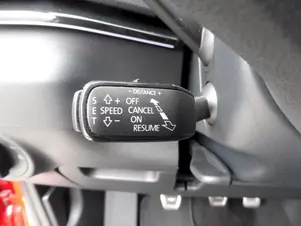 - DISTANCE +
S ⇧+ OFF
E SPEED CANCEL
T ⇩- ON
RESUME